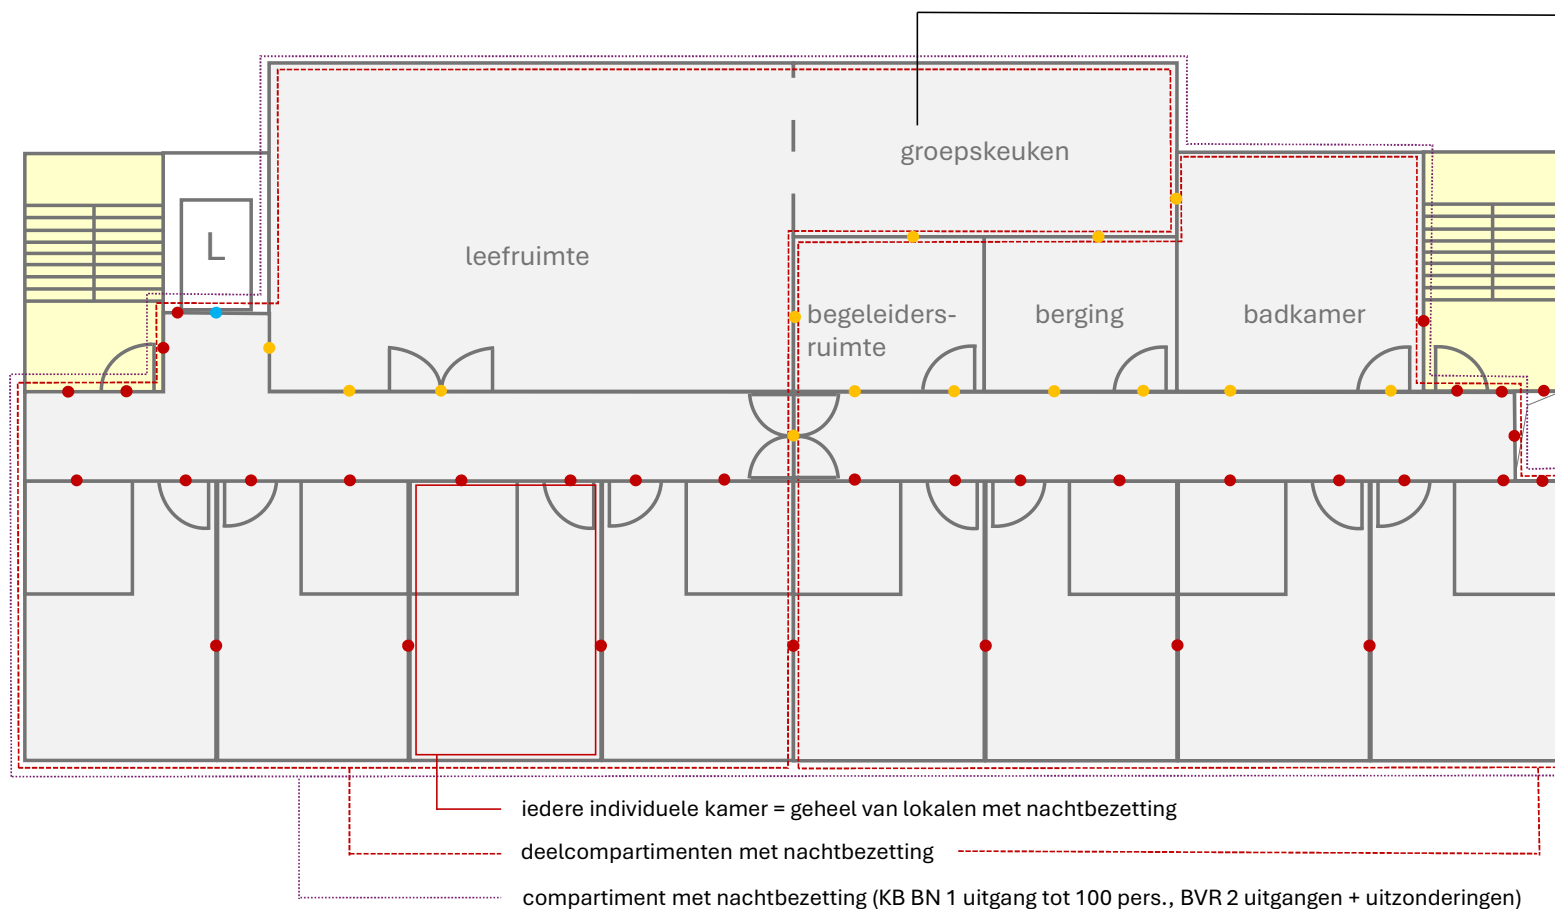 groepskeuken
L
leefruimte
begeleiders-
ruimte
berging
badkamer
iedere individuele kamer = geheel van lokalen met nachtbezetting
deelcompartimenten met nachtbezetting
compartiment met nachtbezetting (KB BN 1 uitgang tot 100 pers., BVR 2 uitgangen + uitzonderingen)